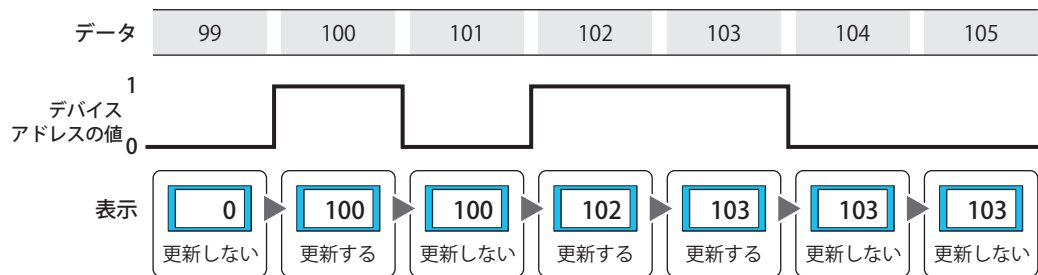 データ 99 100 101 102 103 104 105
1
デバイス
アドレスの値
0
表示 0 100 100 102 103 103 103
更新しない 更新する 更新しない 更新する 更新する 更新しない 更新しない